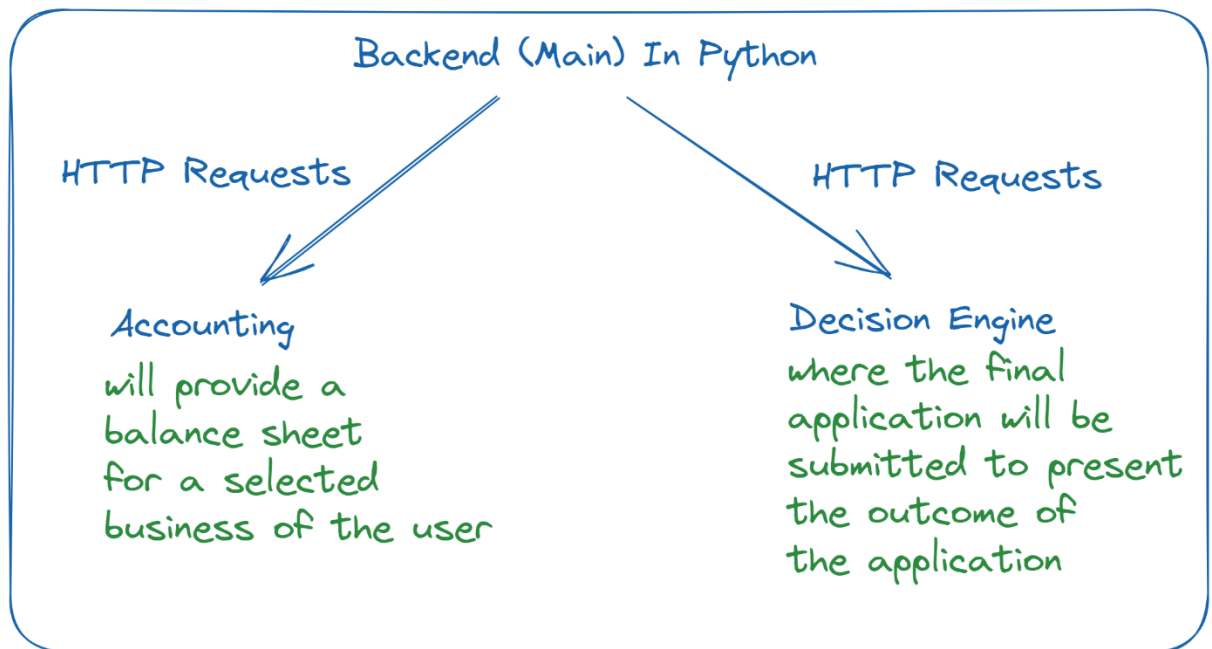 Backend (Main) In Python
HTTP Requests
HTTP Requests
Accounting
will provide a
balance sheet
for a selected
business of the user
Decision Engine
where the final
application will be
submitted to present
the outcome of
the application